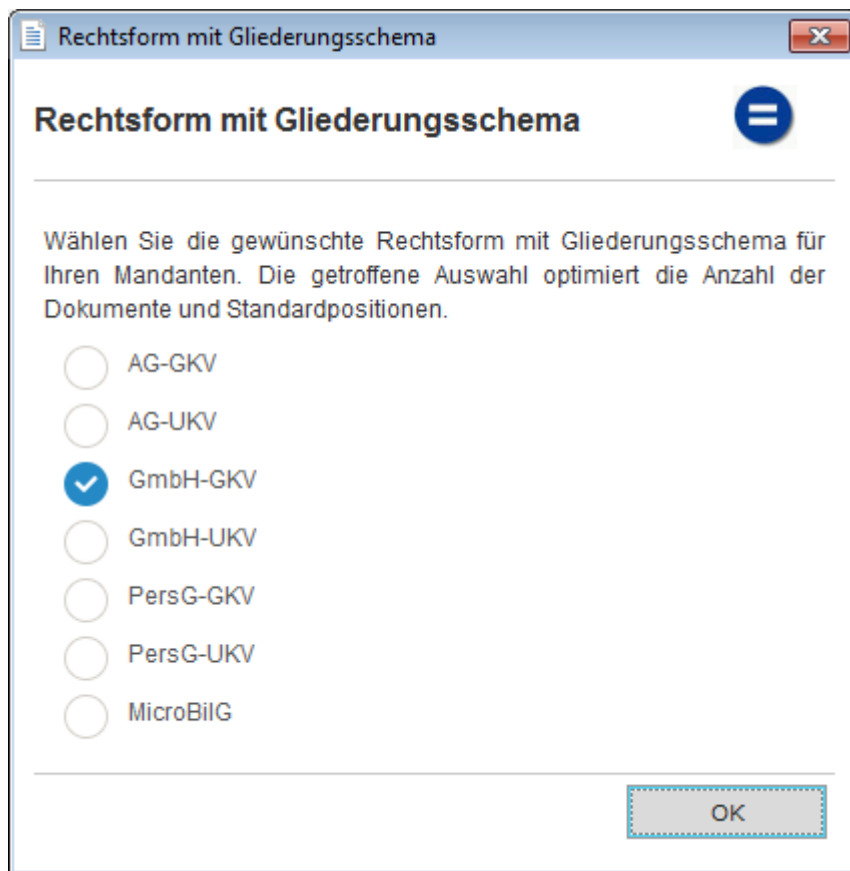 Rechtsform mit Gliederungsschema
Rechtsform mit Gliederungsschema
Wählen Sie die gewünschte Rechtsform mit Gliederungsschema für
Ihren Mandanten. Die getroffene Auswahl optimiert die Anzahl der
Dokumente und Standardpositionen.
AG-GKV
AG-UKV
GmbH-GKV
GmbH-UKV
PersG-GKV
PersG-UKV
MicroBilG
OK